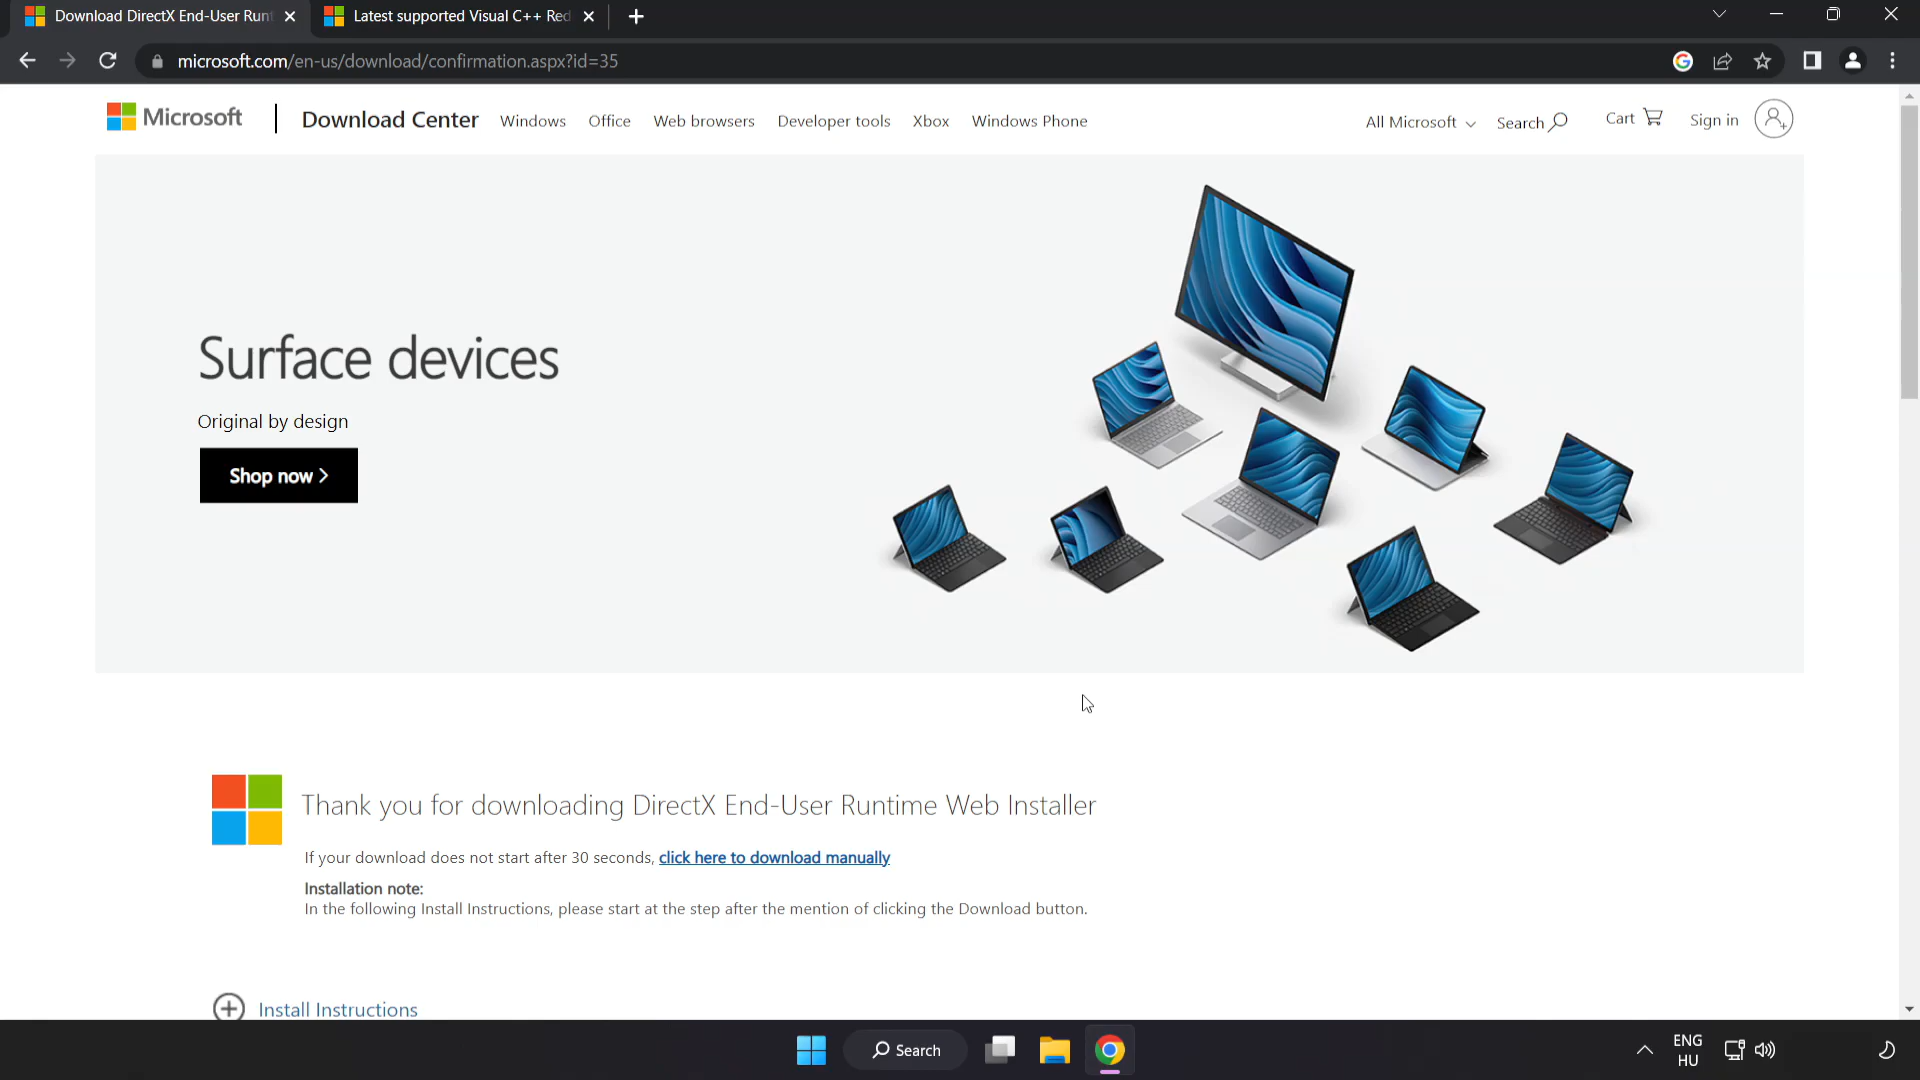 Download DirectX End-User Runt
Latest supported Visual C++ Red
microsoft.com/en-us/download/confirmation.aspx?id=35
Microsoft
Download Center
Windows
Office
Web browsers
Developer tools
Xbox
Windows Phone
All Microsoft
Search
Cart
Sign in
Surface devices
Original by design
Shop now >
Thank you for downloading DirectX End-User Runtime Web Installer
If your download does not start after 30 seconds, click here to download manually
Installation note:
In the following Install Instructions, please start at the step after the mention of clicking the Download button.
Install Instructions
Search
ENG
HU